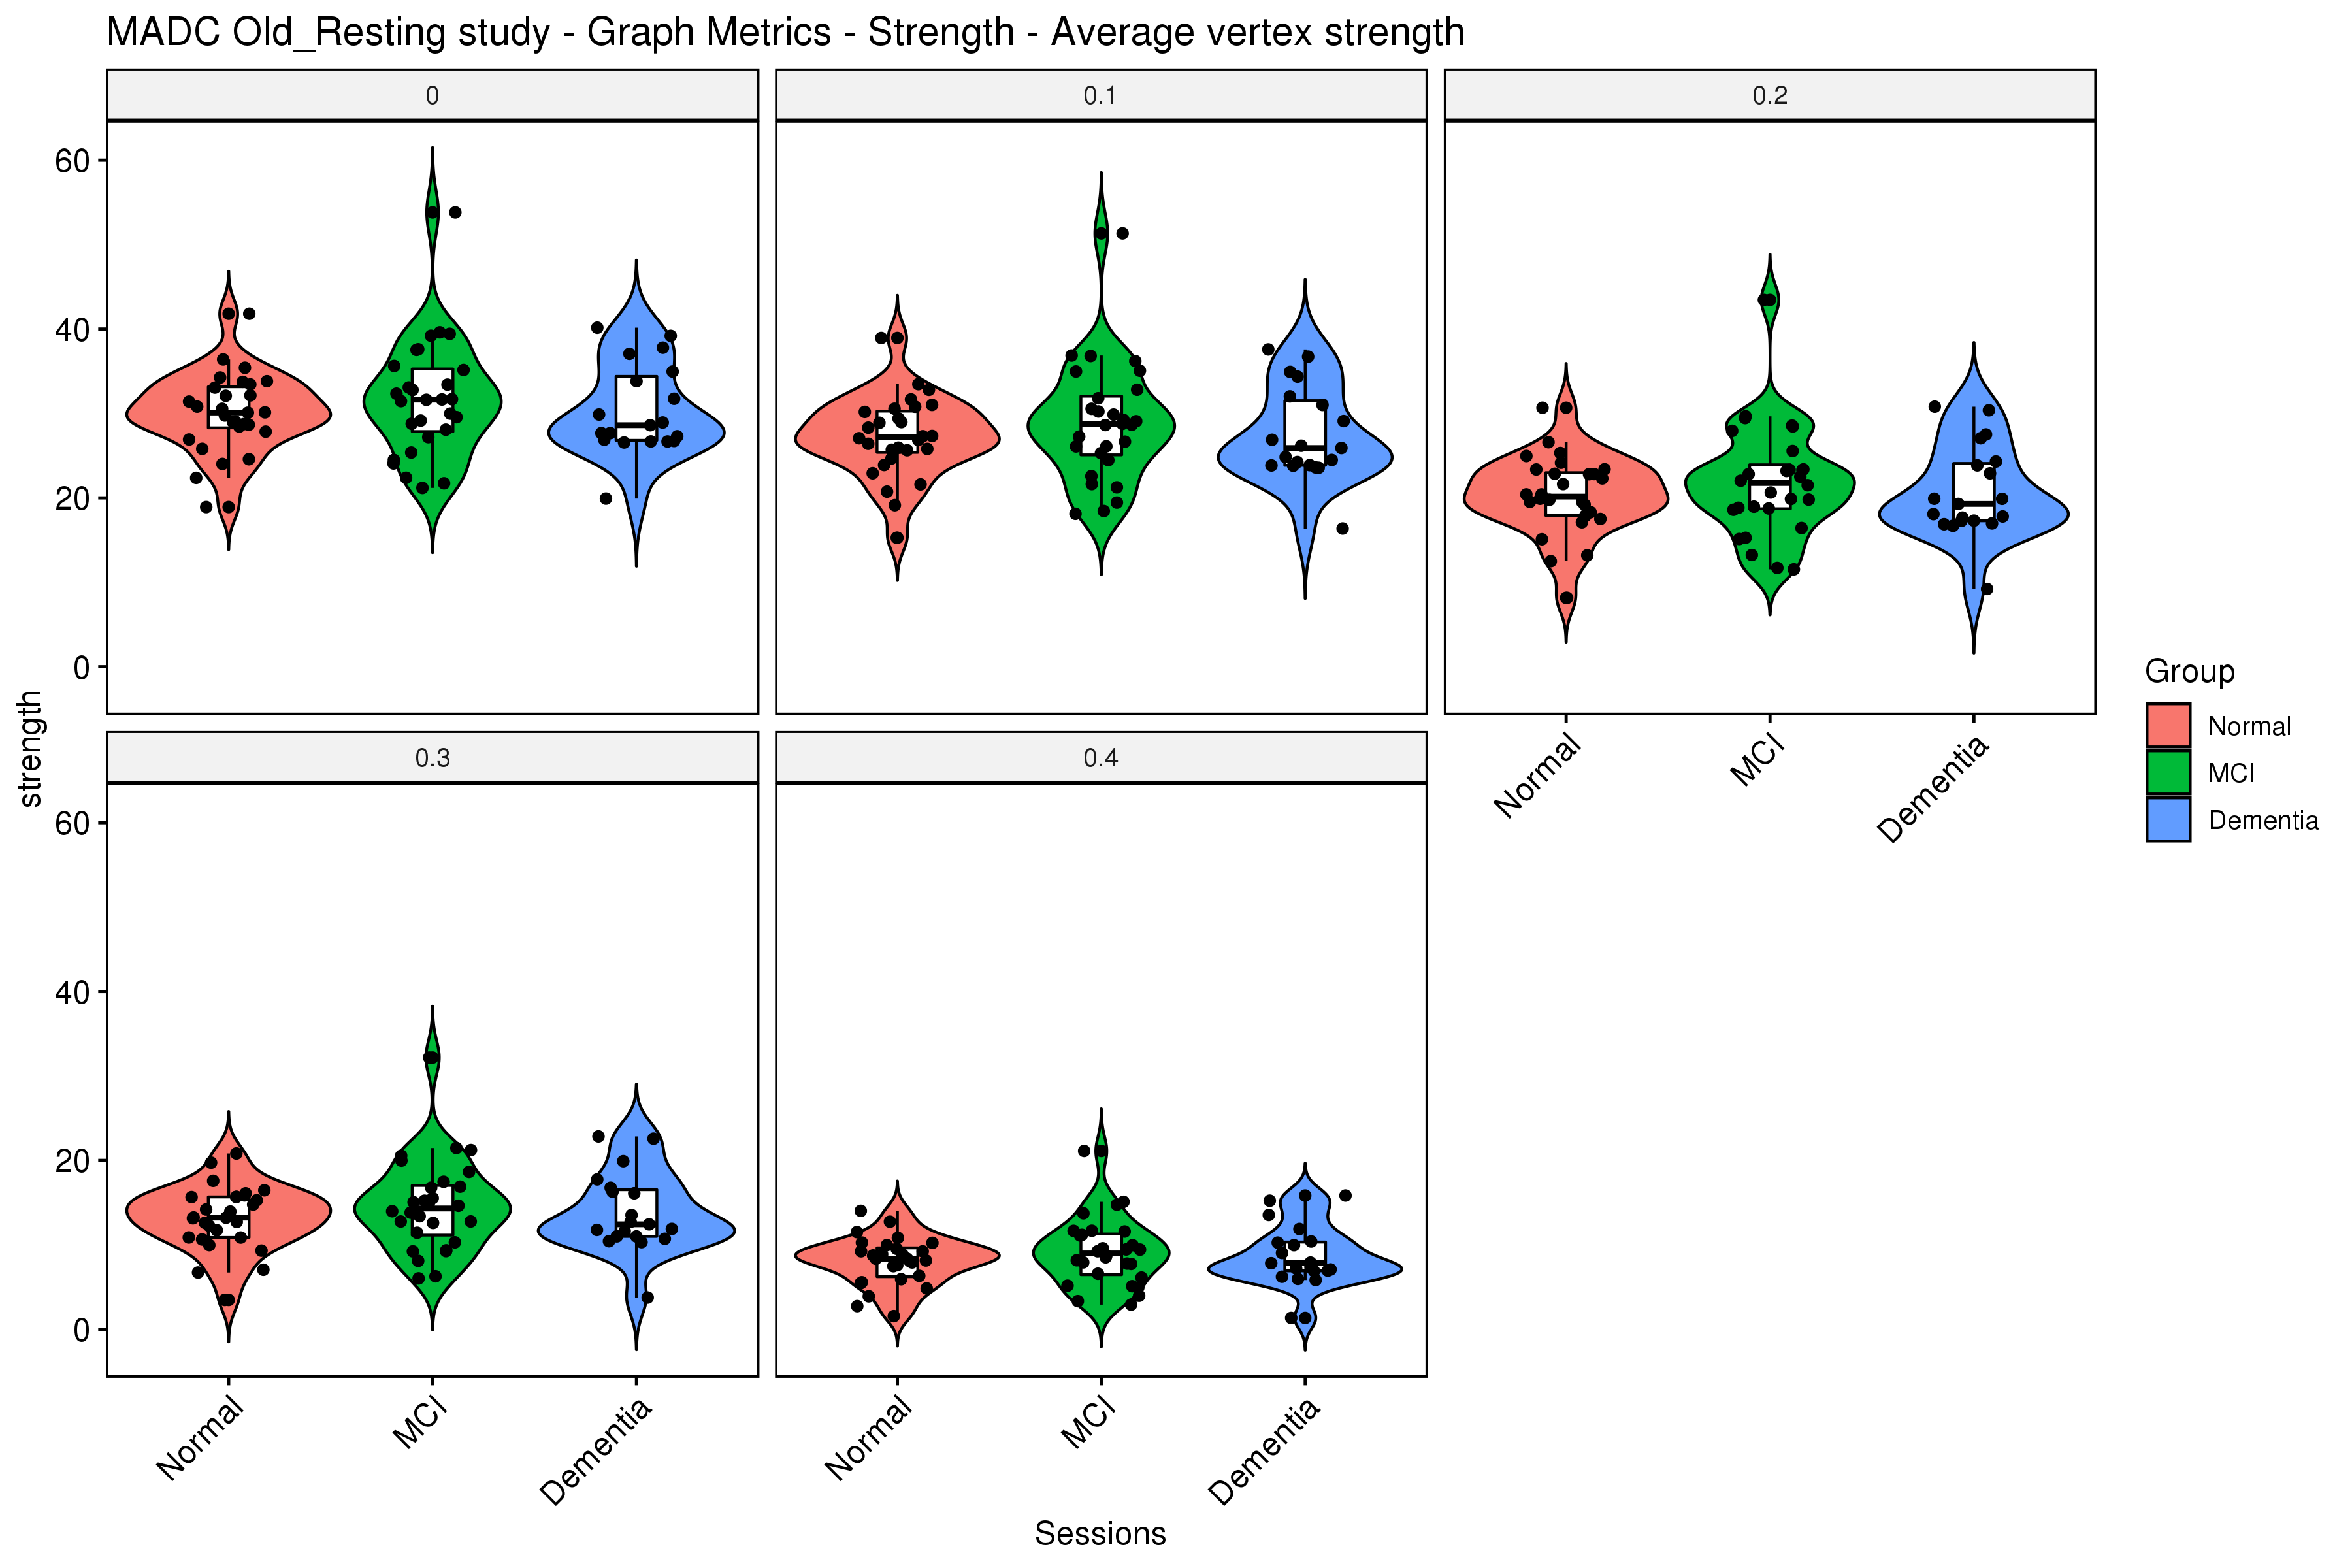 MADC Old_Resting study - Graph Metrics - Strength - Average vertex strength
0
0.1
0.2
60
40
20
0
strength
Normal
MCI
Dementia
Group
Normal
MCI
Dementia
0.3
0.4
60
40
20
0
Normal
MCI
Dementia
Normal
MCI
Dementia
Sessions